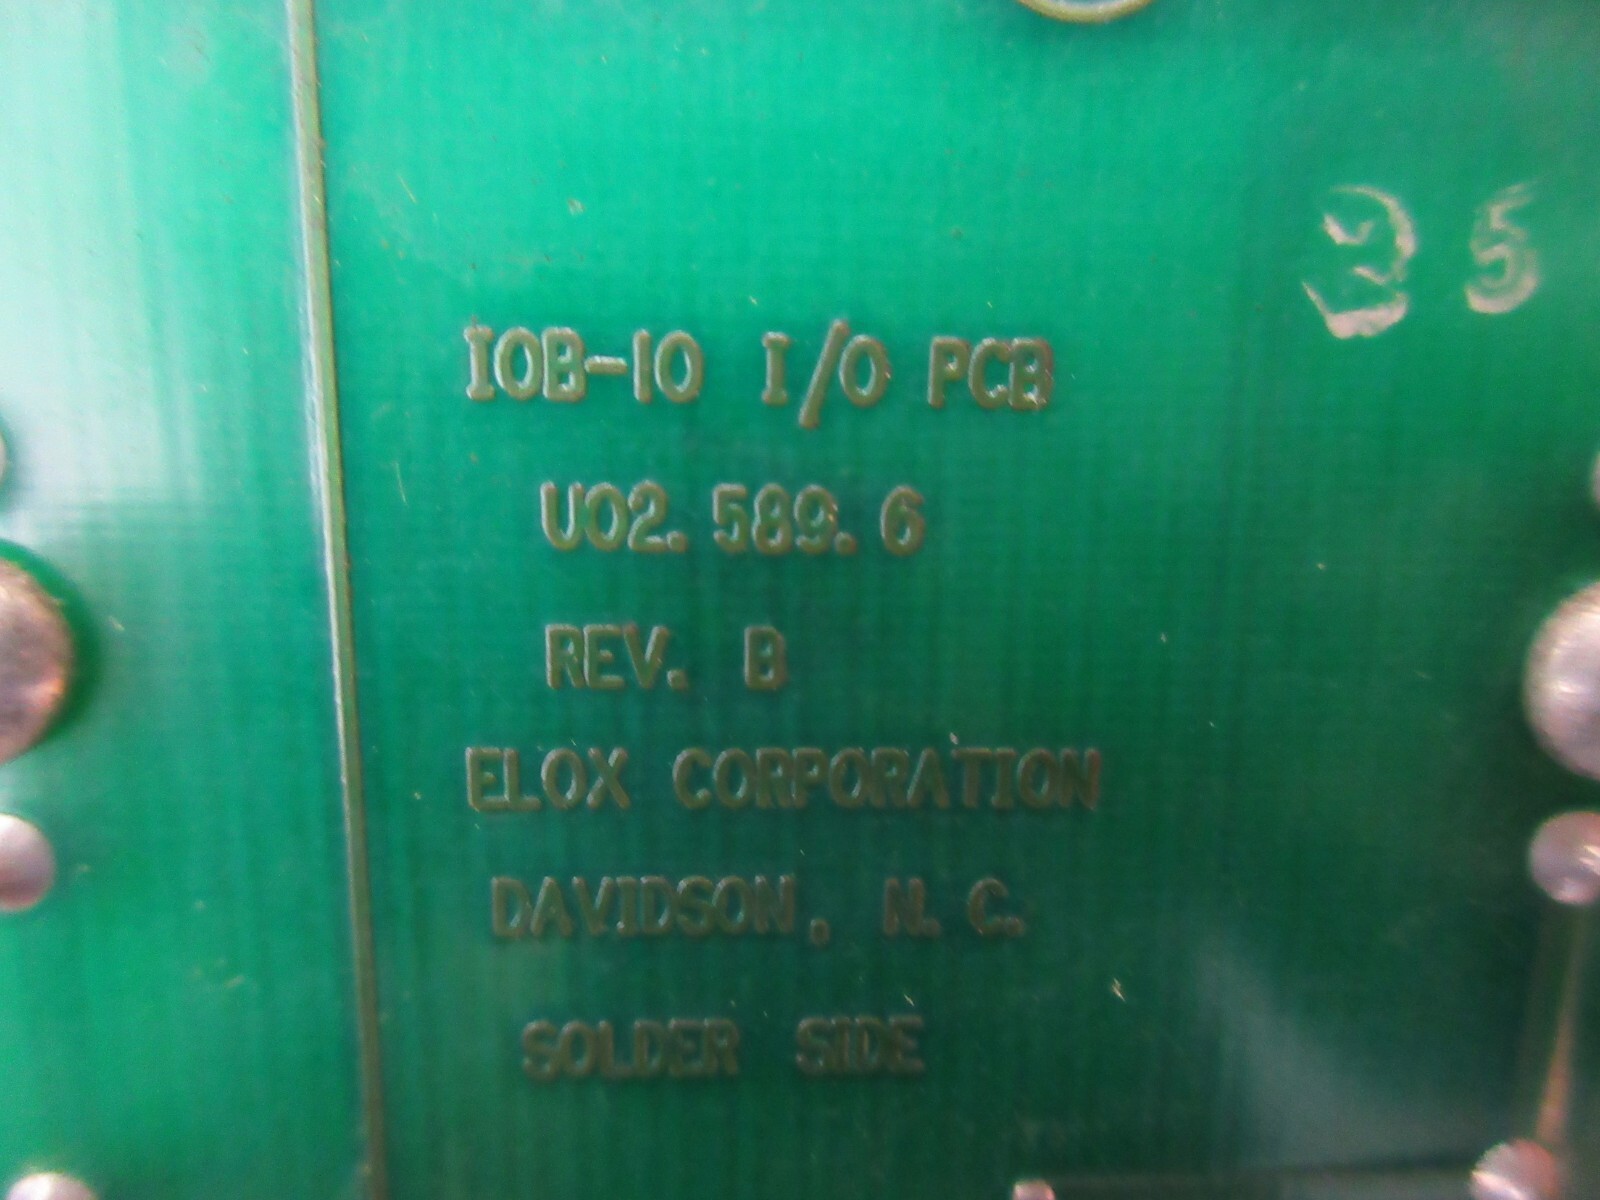 35
IOB-10 I/O PCB
U02.589.6
REV. B
ELOX CORPORATION
DAVIDSON, N.C.
SOLDER SIDE